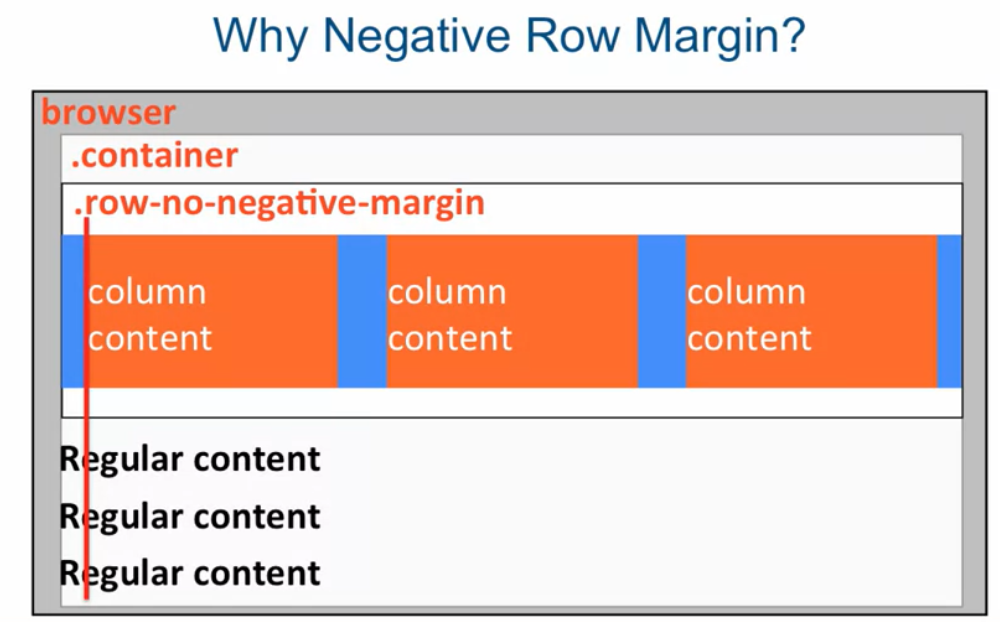 Why Negative Row Margin?
browser
.container
.row-no-negative-margin
column
content
column
content
column
content
Regular content
Regular content
Regular content